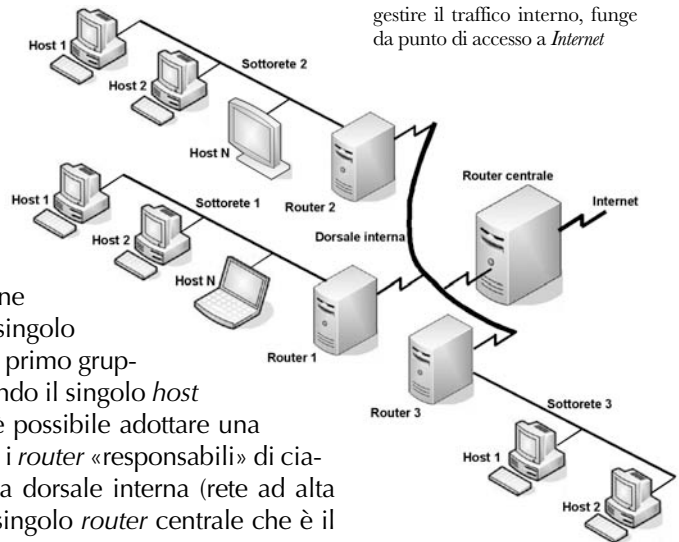 gestire il traffico interno, funge
da punto di accesso a Internet
Host 1
Sottorete 2
Host 2
Host N
Router 2
Router centrale
Internet
Host 1
Sottorete 1
Host 2
Dorsale interna
Host N
Router 1
Router 3
Sottorete 3
Host 1
Host 2
ne
singolo
primo grup-
ndo il singolo host
e possibile adottare una
i router «responsabili» di cia-
a dorsale interna (rete ad alta
singolo router centrale che è il